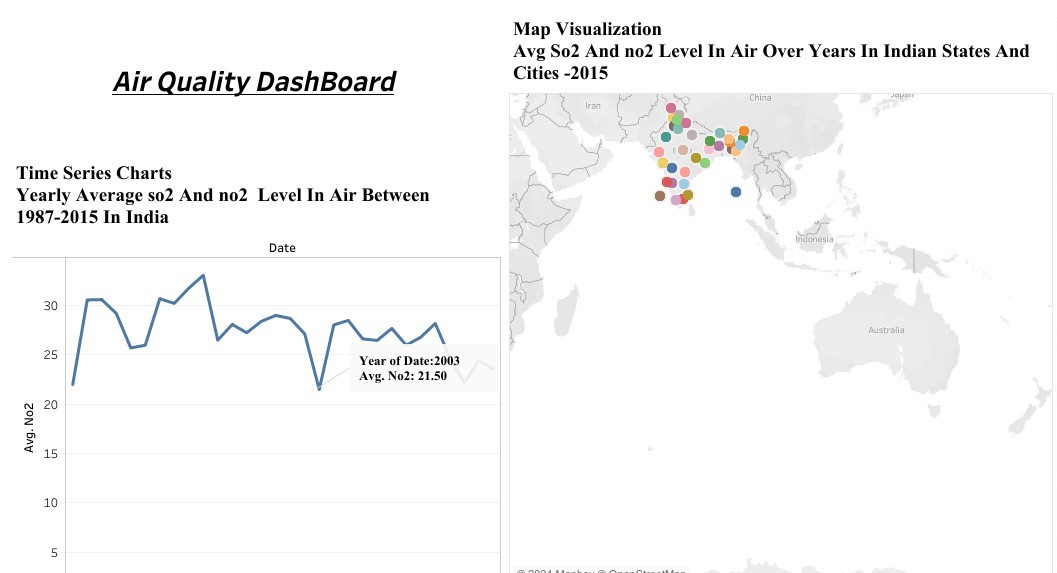 Air Quality DashBoard
Time Series Charts
Yearly Average so2 And no2 Level In Air Between
1987-2015 In India
Date
30
25
20
15
10
5
Avg. No2
Year of Date:2003
Avg. No2: 21.50
Map Visualization
Avg So2 And no2 Level In Air Over Years In Indian States And
Cities -2015
Iran
China
Japan
Indonesia
Australia
© 2024 Mapbox © OpenStreetMap